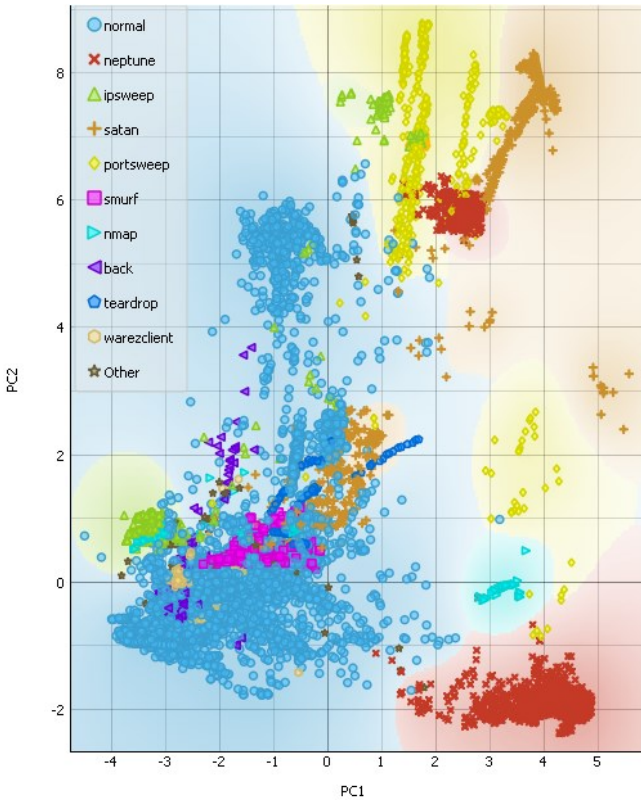 normal
neptune
ipsweep
satan
portsweep
smurf
nmap
back
teardrop
warezclient
Other
8
6
4
2
0
-2
PC2
-4 -3 -2 -1 0 1 2 3 4 5
PC1